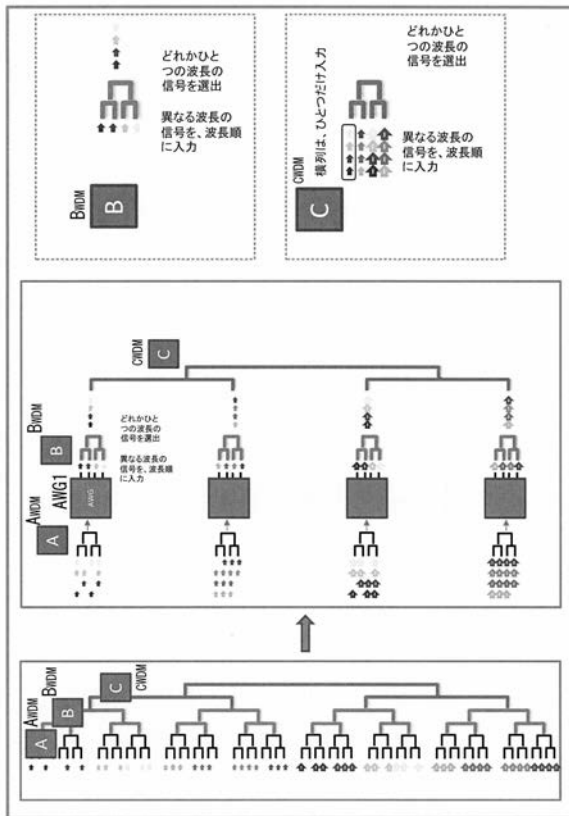 BWDM
B
どれかひと
つの波長の
信号を選出
異なる波長の
信号を、波長順
に入力
CWDM
C
横列は、ひとつだけ入力
どれかひと
つの波長の
信号を選出
異なる波長の
信号を、波長順
に入力
AWDM
A
AWG1
AWG
BWDM
B
どれかひと
つの波長の
信号を選出
異なる波長の
信号を、波長順
に入力
CWDM
C
AWDM
A
BWDM
B
C
CWDM